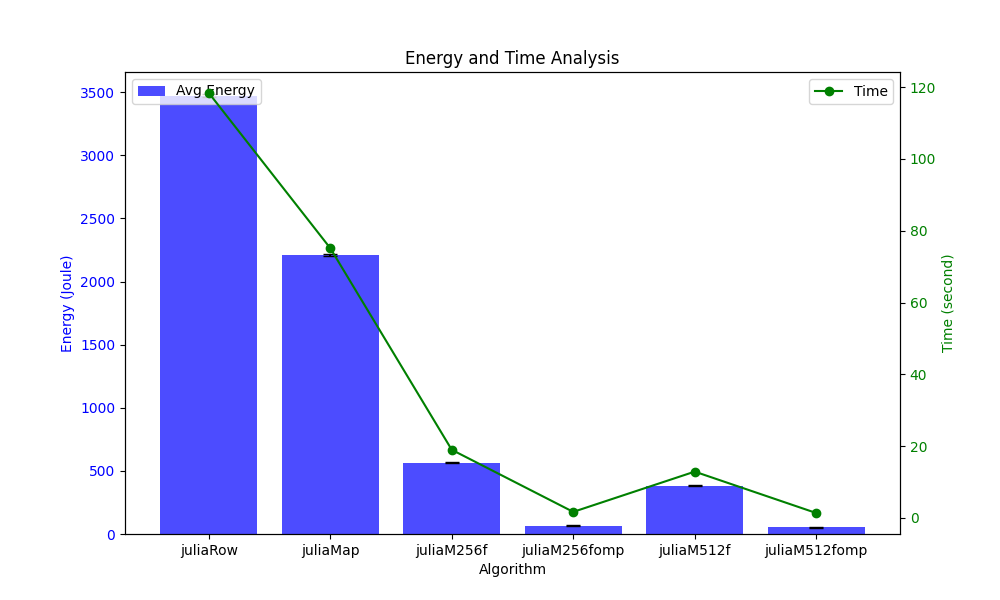 Energy and Time Analysis
Avg Energy
Time
3500
3000
2500
2000
1500
1000
500
0
Energy (Joule)
120
100
80
60
40
20
0
Time (second)
juliaRow
juliaMap
juliaM256f
juliaM256fomp
juliaM512f
juliaM512fomp
Algorithm